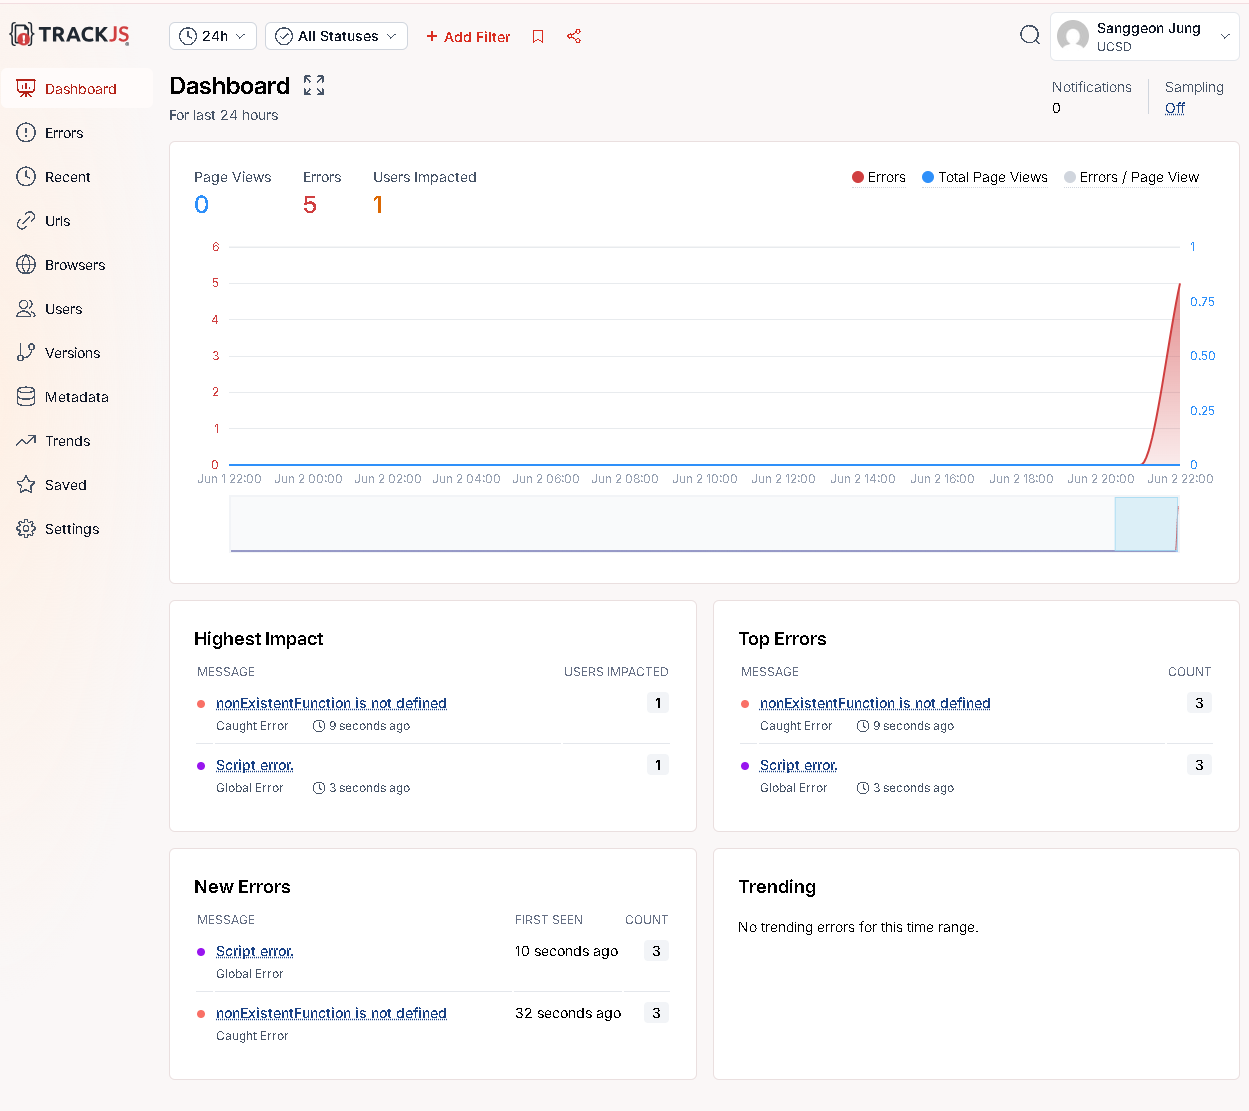 TRACKJS
24h
All Statuses
+ Add Filter
Sanggeon Jung
UCSD
Dashboard
Errors
Recent
Urls
Browsers
Users
Versions
Metadata
Trends
Saved
Settings
Dashboard
For last 24 hours
Notifications
0
Sampling
Off
Page Views
0
Errors
5
Users Impacted
1
Errors
Total Page Views
Errors / Page View
6
5
4
3
2
1
0
1
0.75
0.50
0.25
0
Jun 1 22:00
Jun 2 00:00
Jun 2 02:00
Jun 2 04:00
Jun 2 06:00
Jun 2 08:00
Jun 2 10:00
Jun 2 12:00
Jun 2 14:00
Jun 2 16:00
Jun 2 18:00
Jun 2 20:00
Jun 2 22:00
Highest Impact
MESSAGE USERS IMPACTED
nonExistentFunction is not defined 1
Caught Error 9 seconds ago
Script error. 1
Global Error 3 seconds ago
Top Errors
MESSAGE COUNT
nonExistentFunction is not defined 3
Caught Error 9 seconds ago
Script error. 3
Global Error 3 seconds ago
New Errors
MESSAGE FIRST SEEN COUNT
Script error. 10 seconds ago 3
Global Error
nonExistentFunction is not defined 32 seconds ago 3
Caught Error
Trending
No trending errors for this time range.